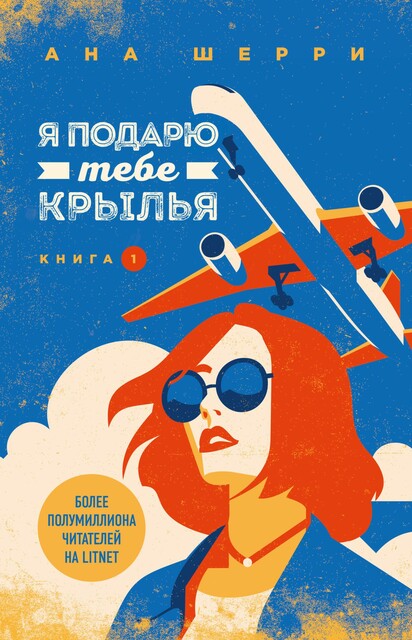 АНА ШЕРРИ
Я ПОДАРЮ
тебе
КРЫЛЬЯ
КНИГА 1
БОЛЕЕ
ПОЛУМИЛЛИОНА
ЧИТАТЕЛЕЙ
НА LITNET